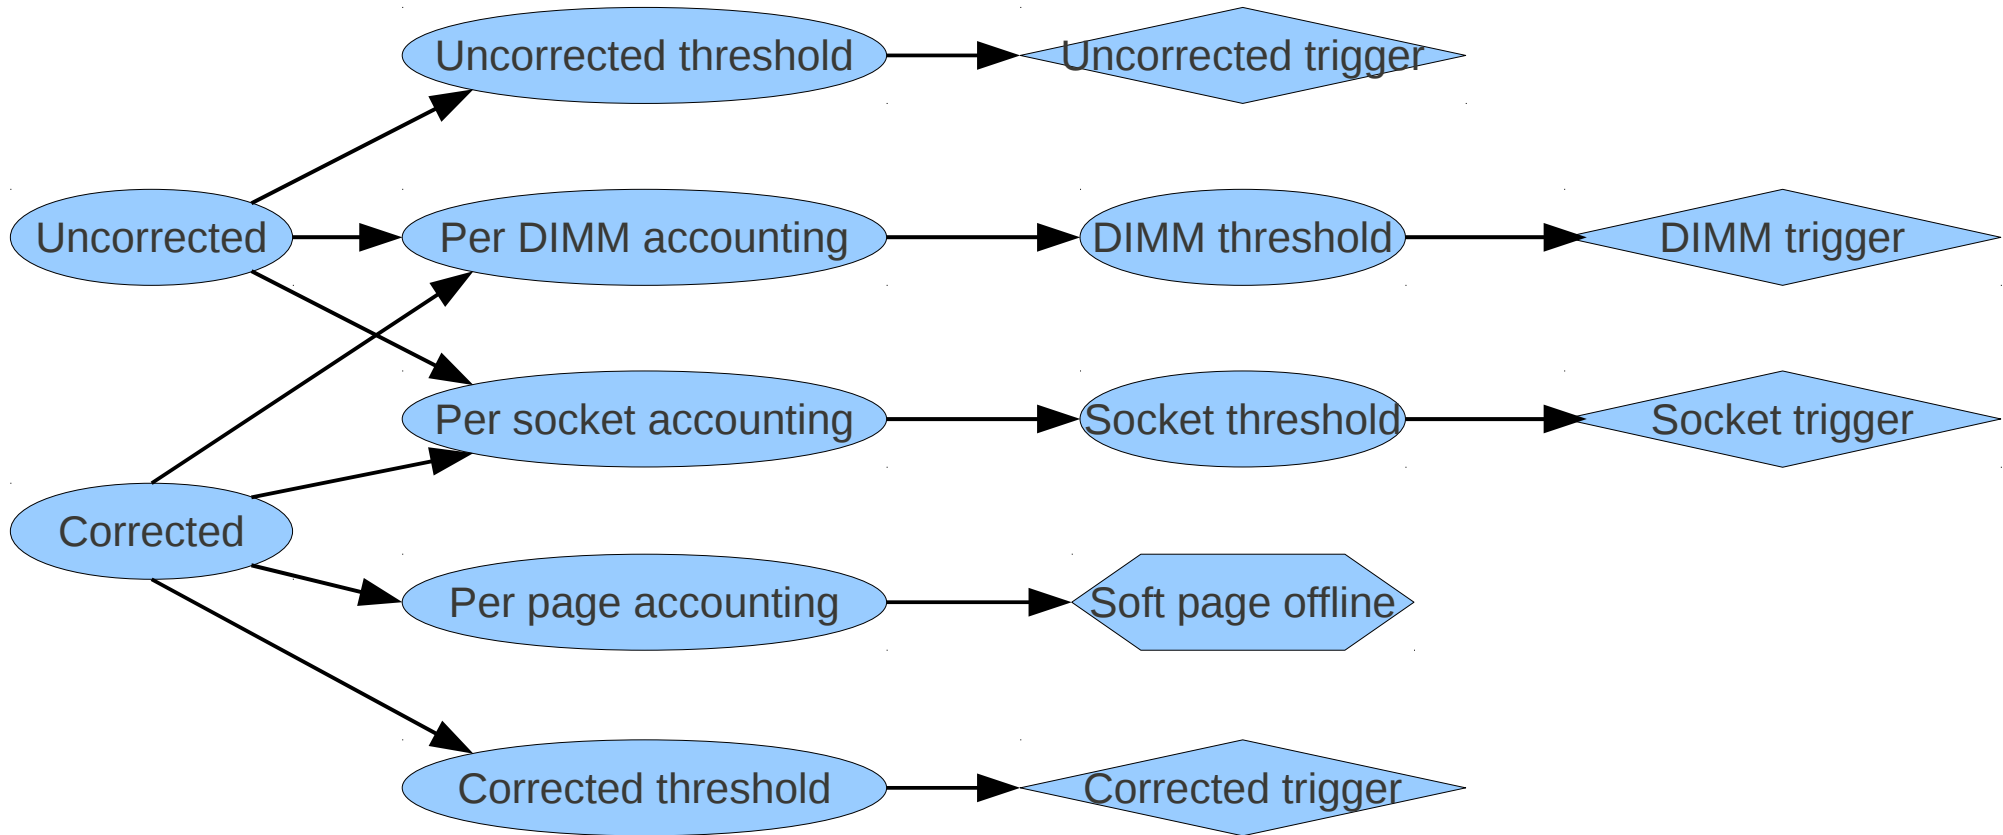 Uncorrected threshold
Uncorrected trigger
Uncorrected
Per DIMM accounting
DIMM threshold
DIMM trigger
Per socket accounting
Socket threshold
Socket trigger
Corrected
Per page accounting
Soft page offline
Corrected threshold
Corrected trigger